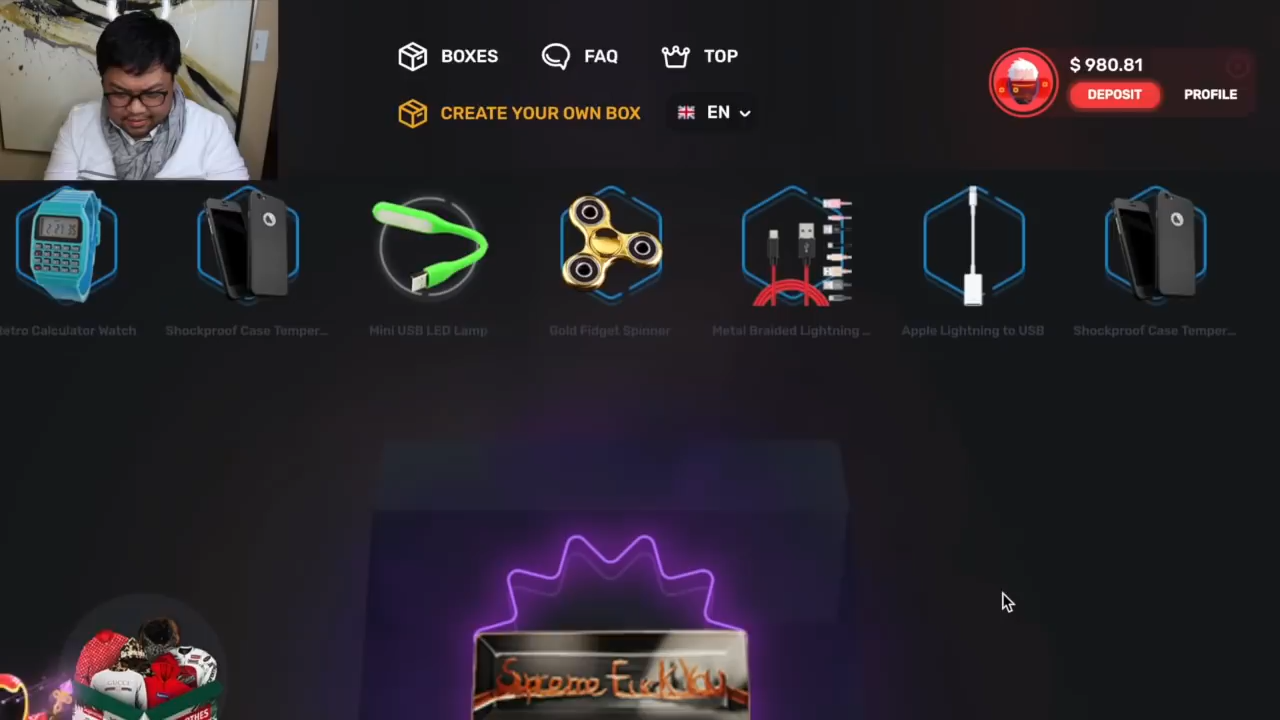 BOXES FAQ TOP
$ 980.81
DEPOSIT PROFILE
CREATE YOUR OWN BOX EN
etro Calculator Watch Shockproof Case Temper... Mini USB LED Lamp Gold Fidget Spinner Metal Braided Lightning ... Apple Lightning to USB Shockproof Case Temper...
Supreme Fuck You